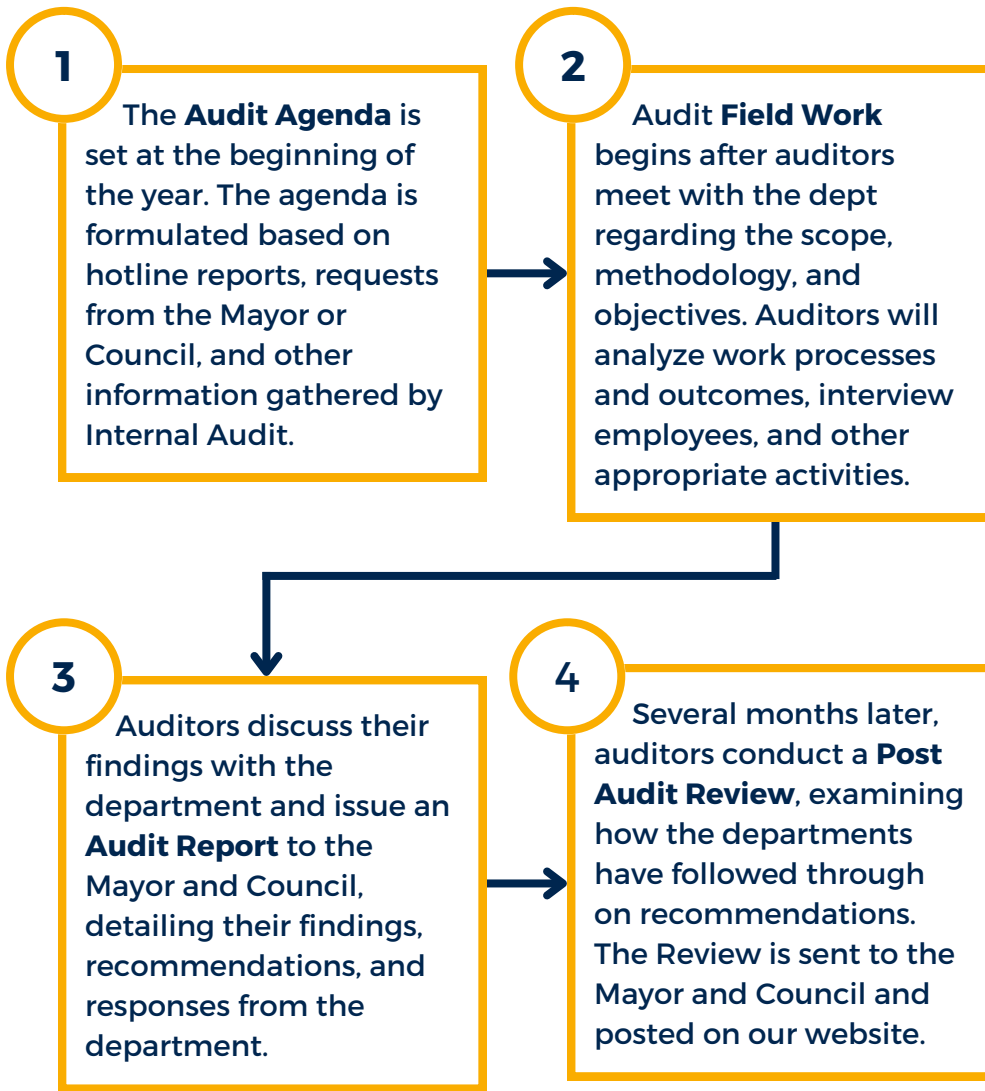 1
The Audit Agenda is
set at the beginning of
the year. The agenda is
formulated based on
hotline reports, requests
from the Mayor or
Council, and other
information gathered by
Internal Audit.
2
Audit Field Work
begins after auditors
meet with the dept
regarding the scope,
methodology, and
objectives. Auditors will
analyze work processes
and outcomes, interview
employees, and other
appropriate activities.
3
Auditors discuss their
findings with the
department and issue an
Audit Report to the
Mayor and Council,
detailing their findings,
recommendations, and
responses from the
department.
4
Several months later,
auditors conduct a Post
Audit Review, examining
how the departments
have followed through
on recommendations.
The Review is sent to the
Mayor and Council and
posted on our website.